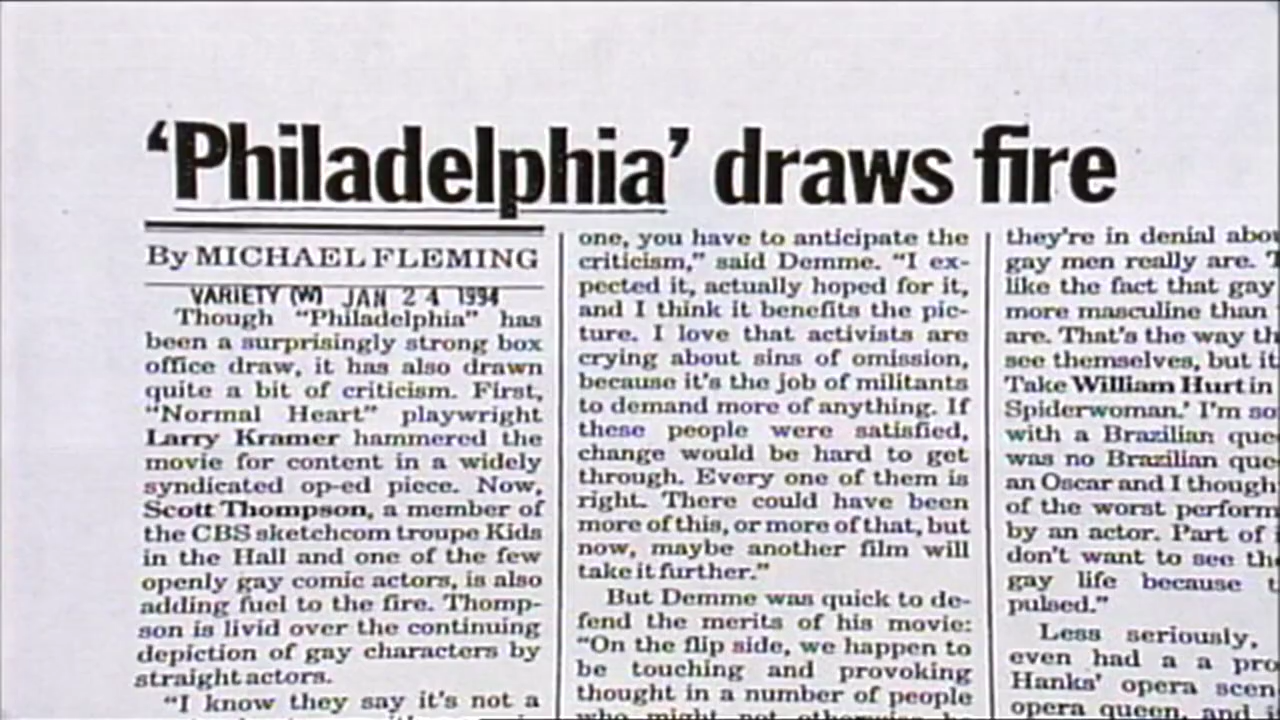 ‘Philadelphia’ draws fire
By MICHAEL FLEMING
VARIETY (W) JAN 24 1994
Though “Philadelphia” has
been a surprisingly strong box
office draw, it has also drawn
quite a bit of criticism. First,
“Normal Heart” playwright
Larry Kramer hammered the
movie for content in a widely
syndicated op-ed piece. Now,
Scott Thompson, a member of
the CBS sketchcom troupe Kids
in the Hall and one of the few
openly gay comic actors, is also
adding fuel to the fire. Thomp-
son is livid over the continuing
depiction of gay characters by
straight actors.
“I know they say it’s not a
one, you have to anticipate the
criticism,” said Demme. “I ex-
pected it, actually hoped for it,
and I think it benefits the pic-
ture. I love that activists are
crying about sins of omission,
because it’s the job of militants
to demand more of anything. If
these people were satisfied,
change would be hard to get
through. Every one of them is
right. There could have been
more of this, or more of that, but
now, maybe another film will
take it further.”
But Demme was quick to de-
fend the merits of his movie:
“On the flip side, we happen to
be touching and provoking
thought in a number of people
who might not otherwise be
they’re in denial
gay men really are.
like the fact that gay
more masculine than
are. That’s the way
see themselves, but
Take William Hurt in
Spiderwoman.’ I’m
with a Brazilian
was no Brazilian
an Oscar and I
of the worst
by an actor. Part of
don’t want to see
gay life because
pulsed.”
Less seriously,
even had a a
Hanks’ opera
opera queen, and